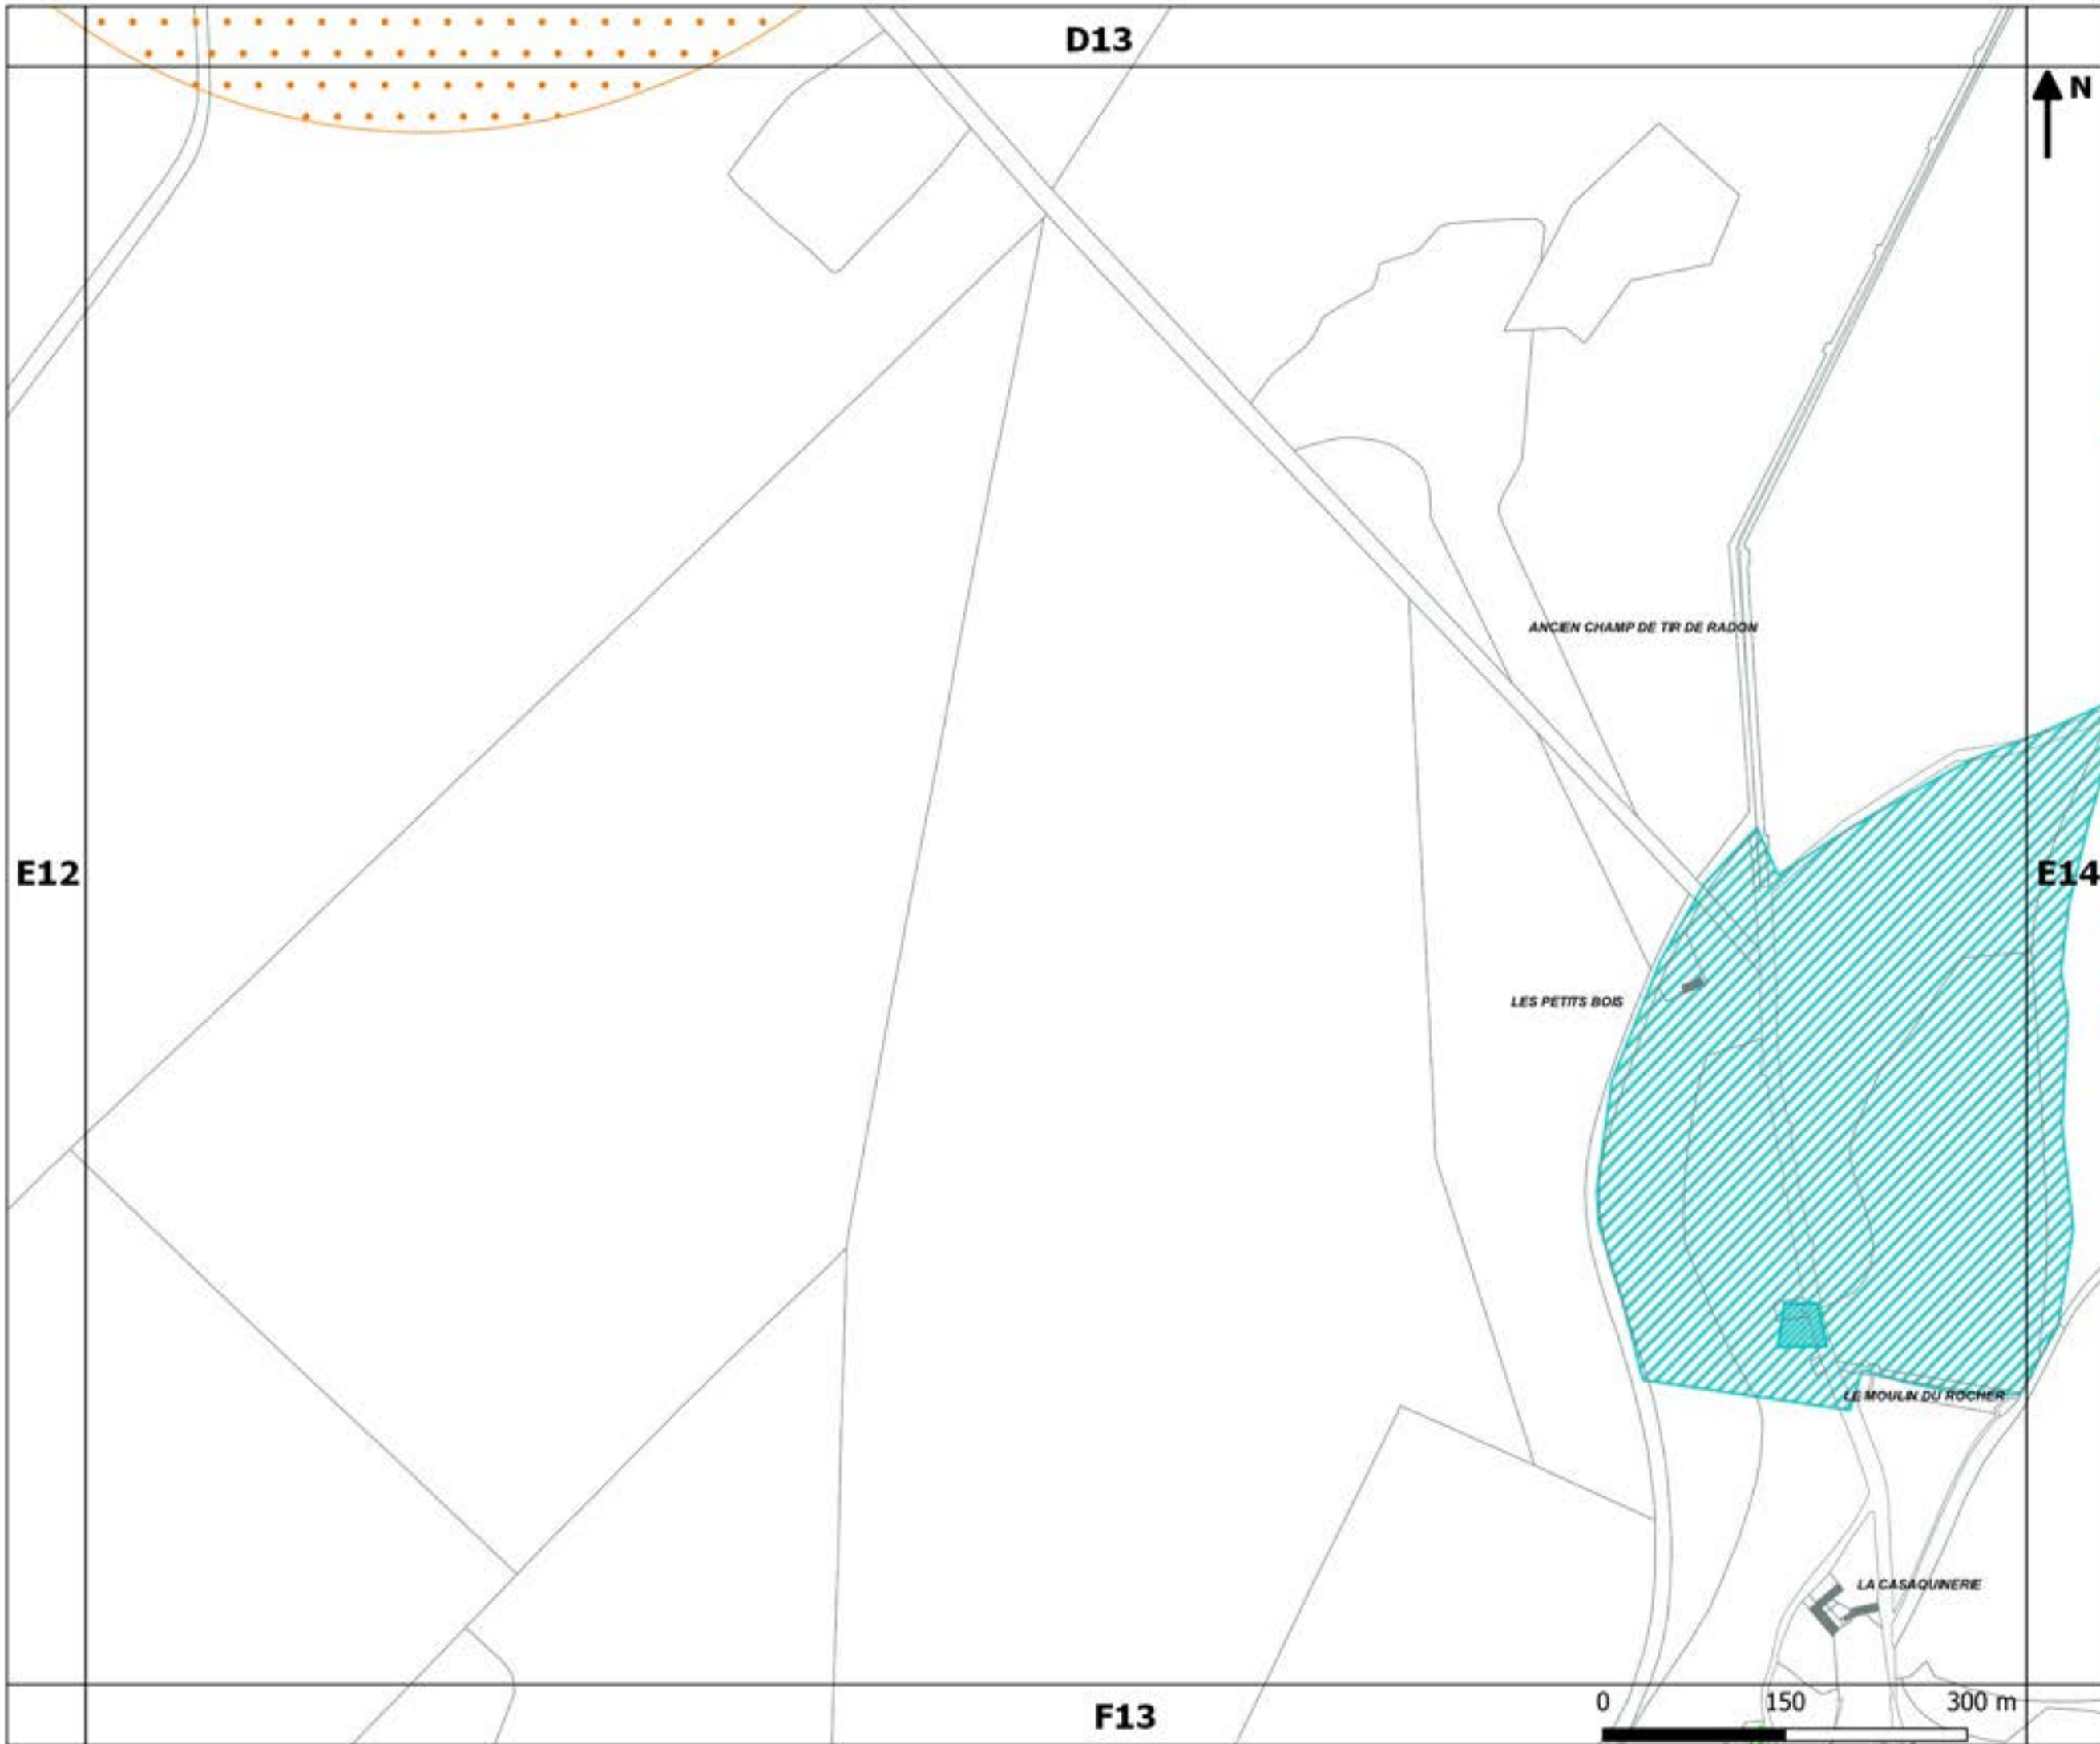 D13
N
ANCIEN CHAMP DE TIR DE RADON
E12
E14
LES PETITS BOIS
LE MOULIN DU ROCHER
LA CASAQUINERIE
F13
0 150 300 m